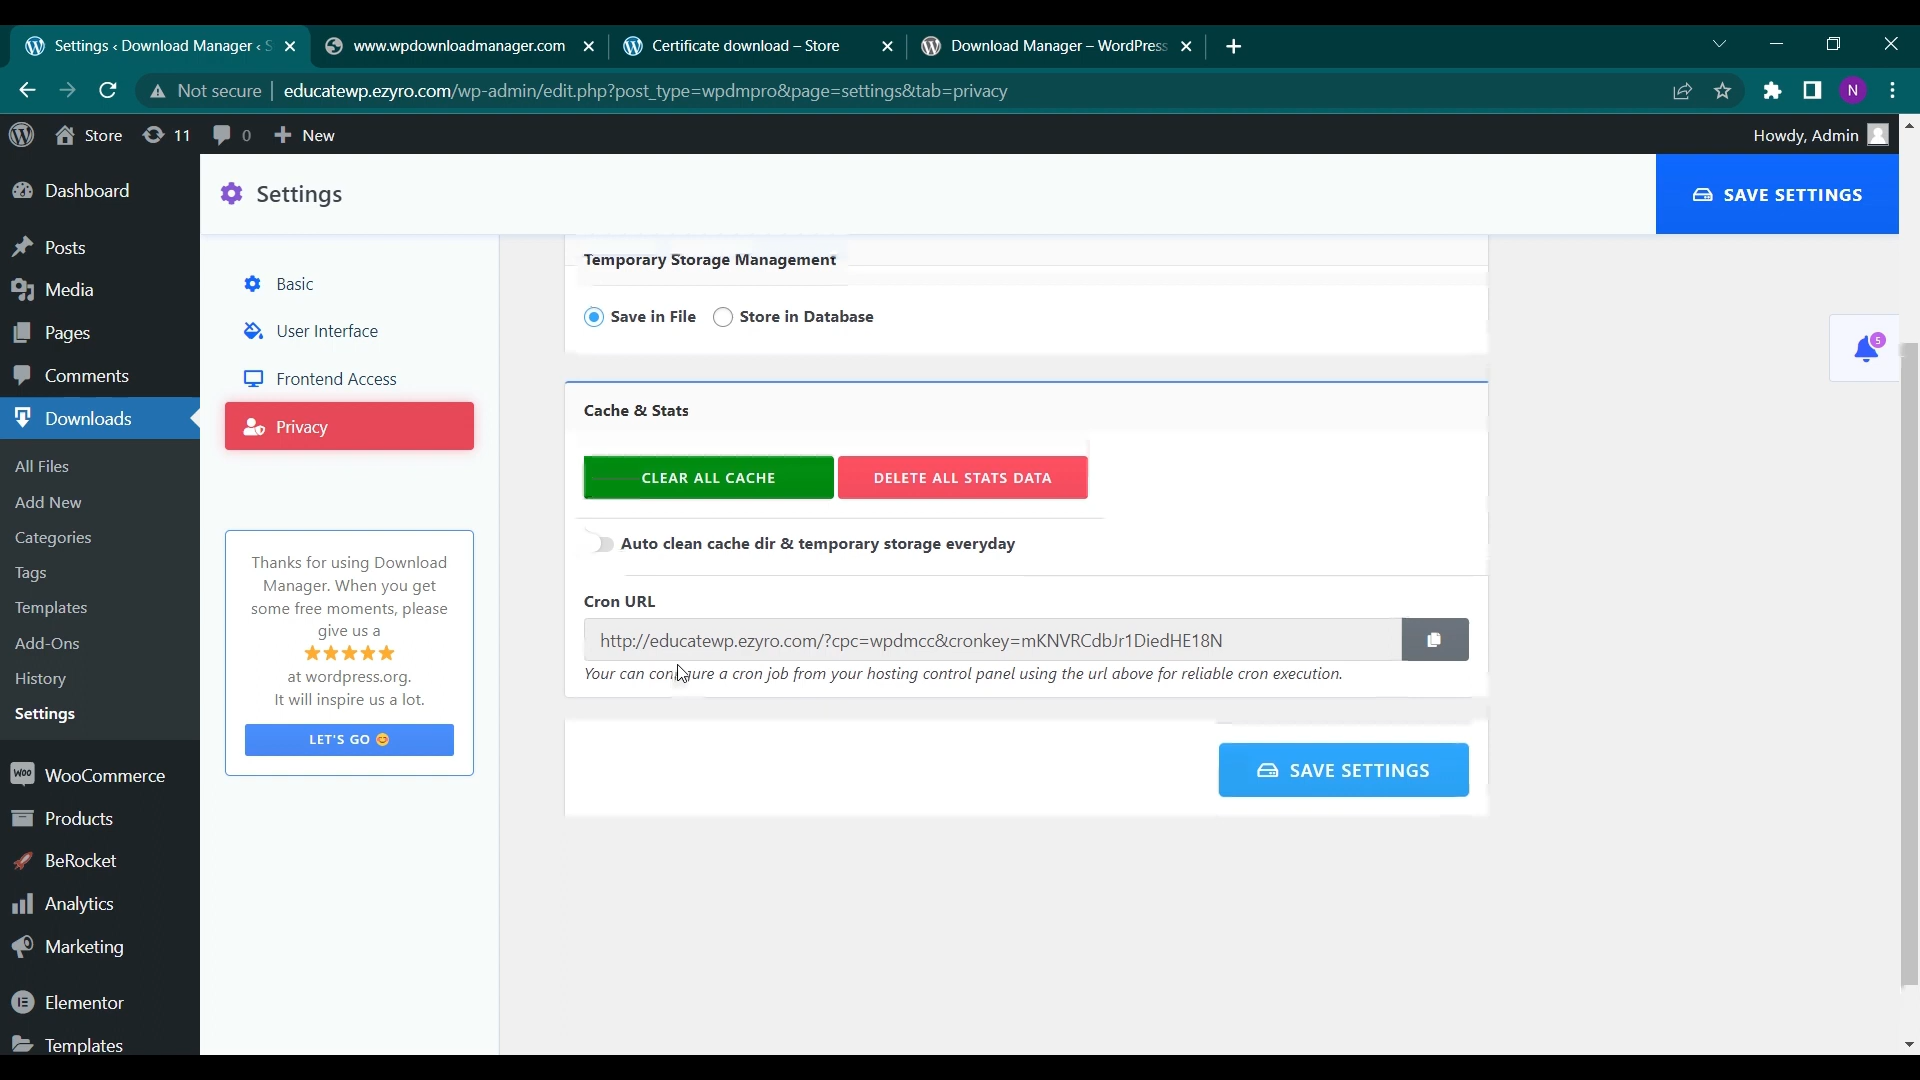 Settings ‹ Download Manager ‹ S
www.wpdownloadmanager.com
Certificate download – Store
Download Manager – WordPress
Not secure
educatewp.ezyro.com/wp-admin/edit.php?post_type=wpdmpro&page=settings&tab=privacy
N
Store
11
0
New
Howdy, Admin
Dashboard
Posts
Media
Pages
Comments
Downloads
All Files
Add New
Categories
Tags
Templates
Add-Ons
History
Settings
WooCommerce
Products
BeRocket
Analytics
Marketing
Elementor
Templates
Settings
SAVE SETTINGS
Basic
User Interface
Frontend Access
Privacy
Thanks for using Download
Manager. When you get
some free moments, please
give us a
at wordpress.org.
It will inspire us a lot.
LET'S GO 😊
Temporary Storage Management
Save in File
Store in Database
5
Cache & Stats
CLEAR ALL CACHE
DELETE ALL STATS DATA
Auto clean cache dir & temporary storage everyday
Cron URL
http://educatewp.ezyro.com/?cpc=wpdmcc&cronkey=mKNVRCdbJr1DiedHE18N
Your can configure a cron job from your hosting control panel using the url above for reliable cron execution.
SAVE SETTINGS